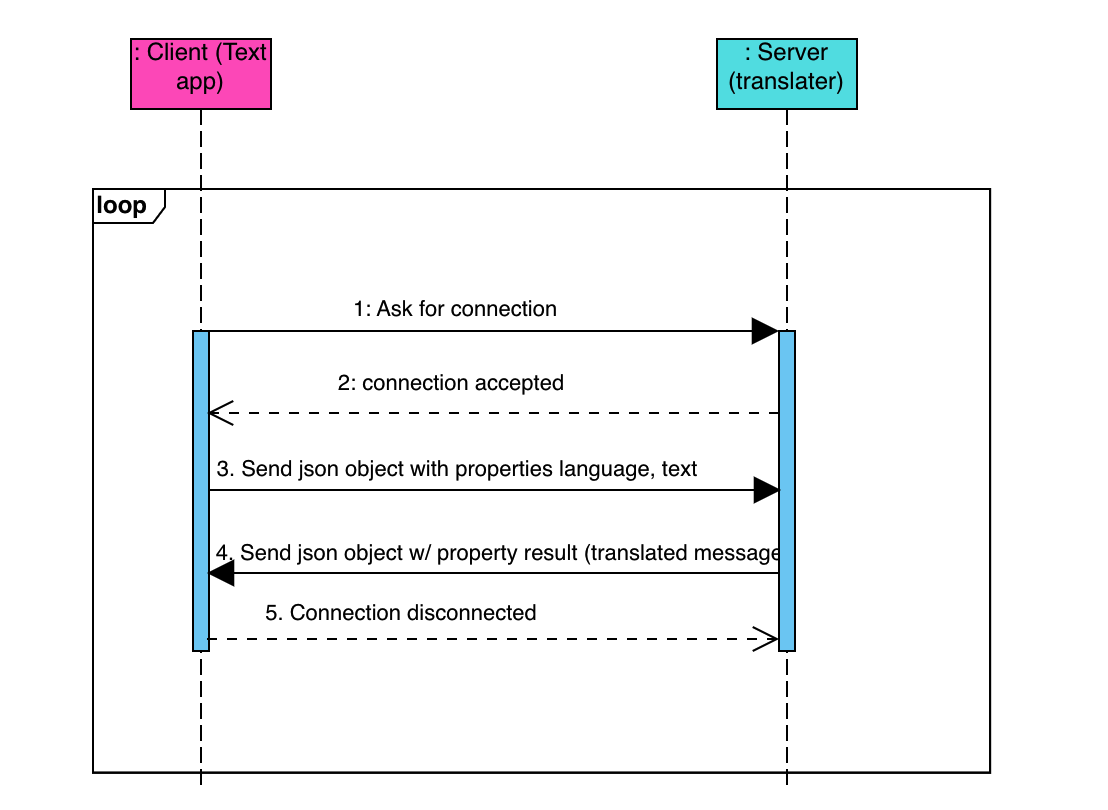 : Client (Text
app)
: Server
(translater)
loop
1: Ask for connection
2: connection accepted
3. Send json object with properties language, text
4. Send json object w/ property result (translated message
5. Connection disconnected